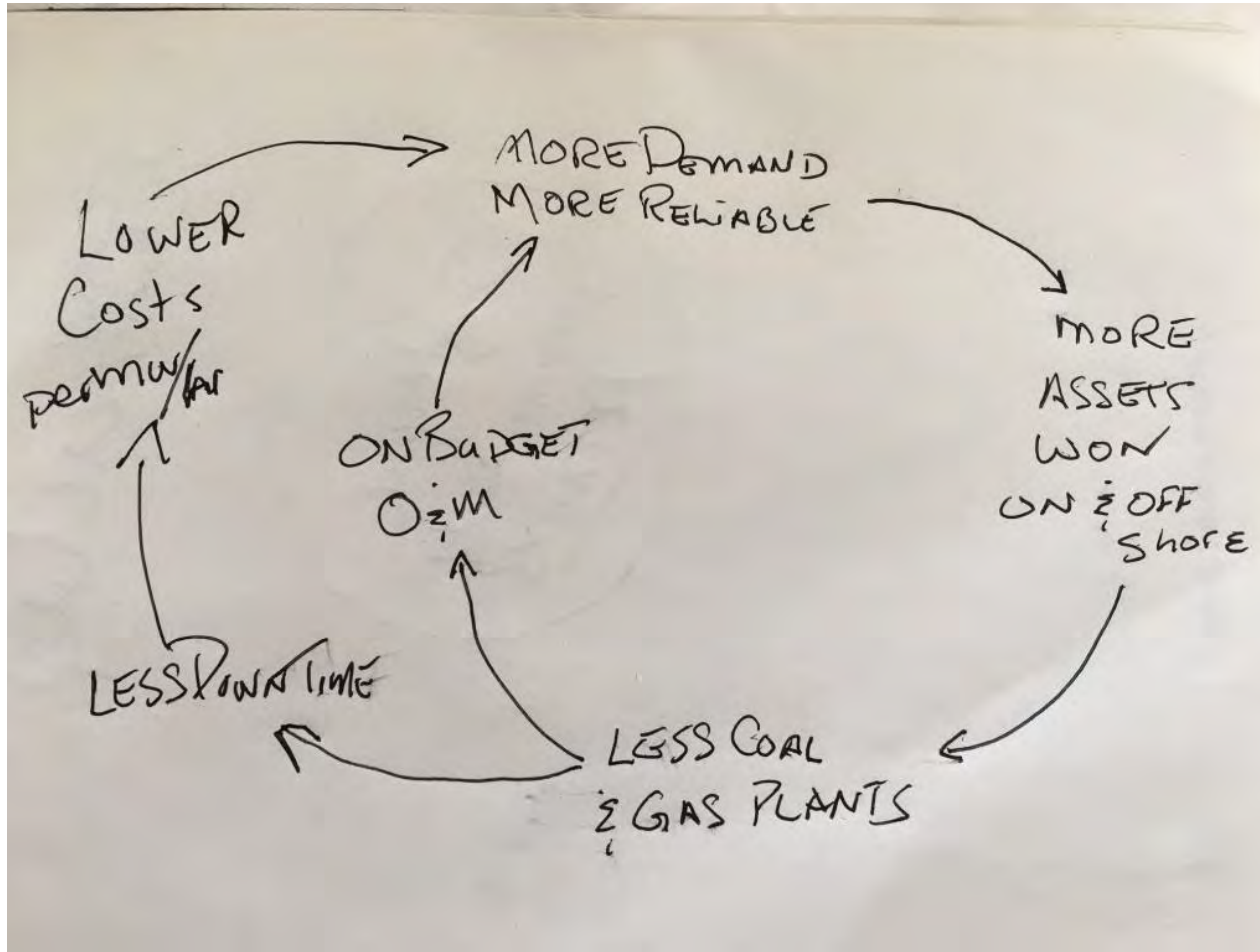 MORE DEMAND
MORE RELIABLE
MORE
ASSETS
WON
ON & OFF
ShorE
LESS COAL
& GAS PLANTS
LESS DOWN TIME
LOWER
Costs
per mw/hr
ON BUDGET
O&M